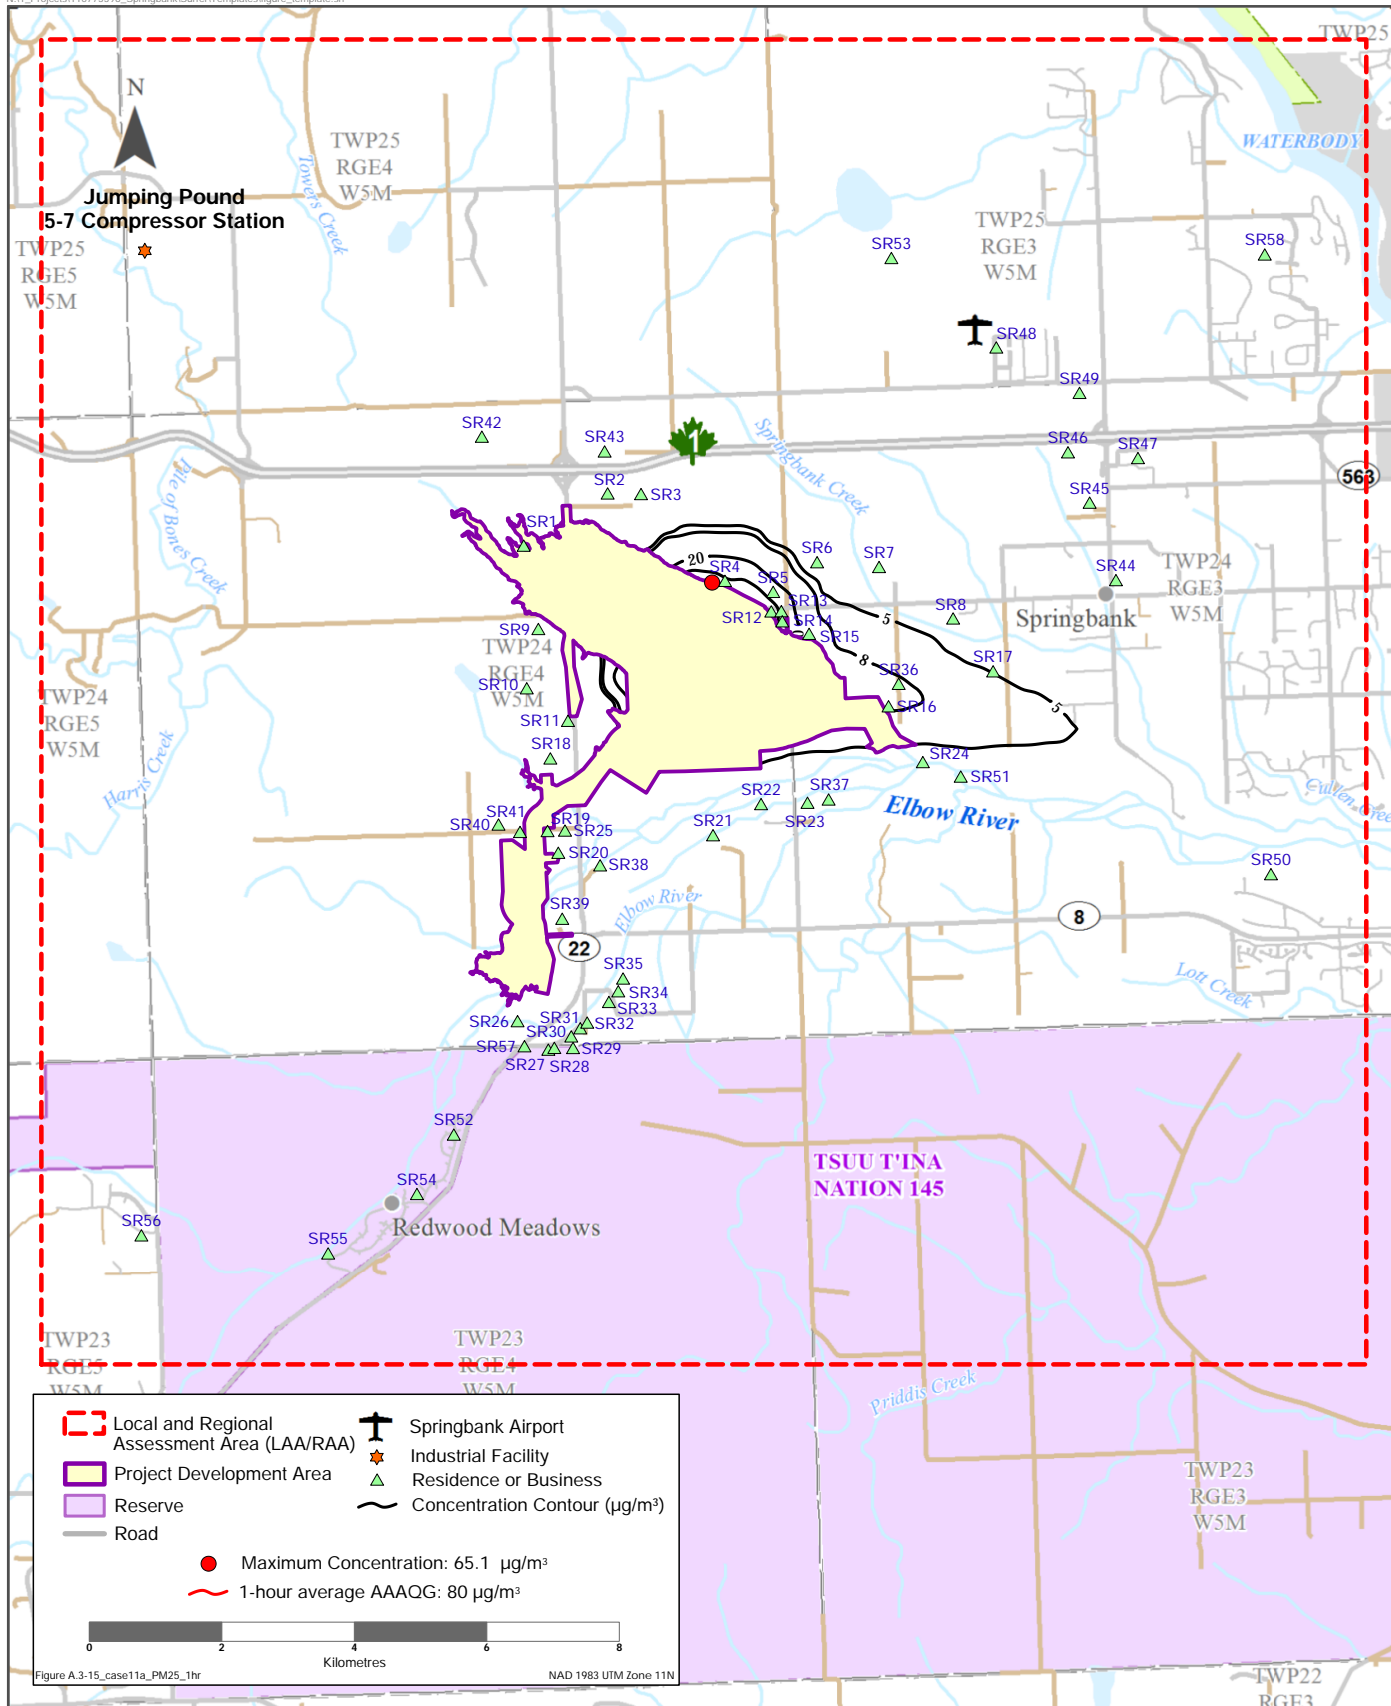 TWP25
N
TWP25
RGE4
W5M
WATERBODY
Towers Creek
Jumping Pound
5-7 Compressor Station
TWP25
RGE5
W5M
TWP25
RGE3
W5M
SR53
SR58
SR48
SR49
SR42
SR43
1
SR46
SR47
Springbank Creek
563
SR2
SR3
SR45
Pile of Bones Creek
SR1
20
SR4
SR5
SR6
SR7
TWP24
RGE3
W5M
SR44
Springbank
SR12
SR13
SR14
SR15
5
SR8
SR9
TWP24
RGE4
W5M
8
SR17
SR36
SR10
SR16
5
TWP24
RGE5
W5M
SR11
SR18
SR24
SR51
Harris Creek
SR22
SR37
SR23
Elbow River
Cullen Cree
SR41
SR40
SR19
SR25
SR21
SR20
SR38
SR50
Elbow River
SR39
8
22
SR35
SR34
SR33
Lott Creek
SR26
SR31
SR32
SR30
SR57
SR29
SR27
SR28
SR52
TSUU T'INA
NATION 145
SR54
Redwood Meadows
SR56
SR55
TWP23
RGE5
W5M
TWP23
RGE4
W5M
Priddis Creek
TWP23
RGE3
W5M
Local and Regional
Assessment Area (LAA/RAA)
Project Development Area
Reserve
Road
Springbank Airport
Industrial Facility
Residence or Business
Concentration Contour (µg/m³)
Maximum Concentration: 65.1 µg/m³
1-hour average AAAQG: 80 µg/m³
0 2 4 6 8
Kilometres
Figure A.3-15_case11a_PM25_1hr
NAD 1983 UTM Zone 11N
TWP22
RGE3